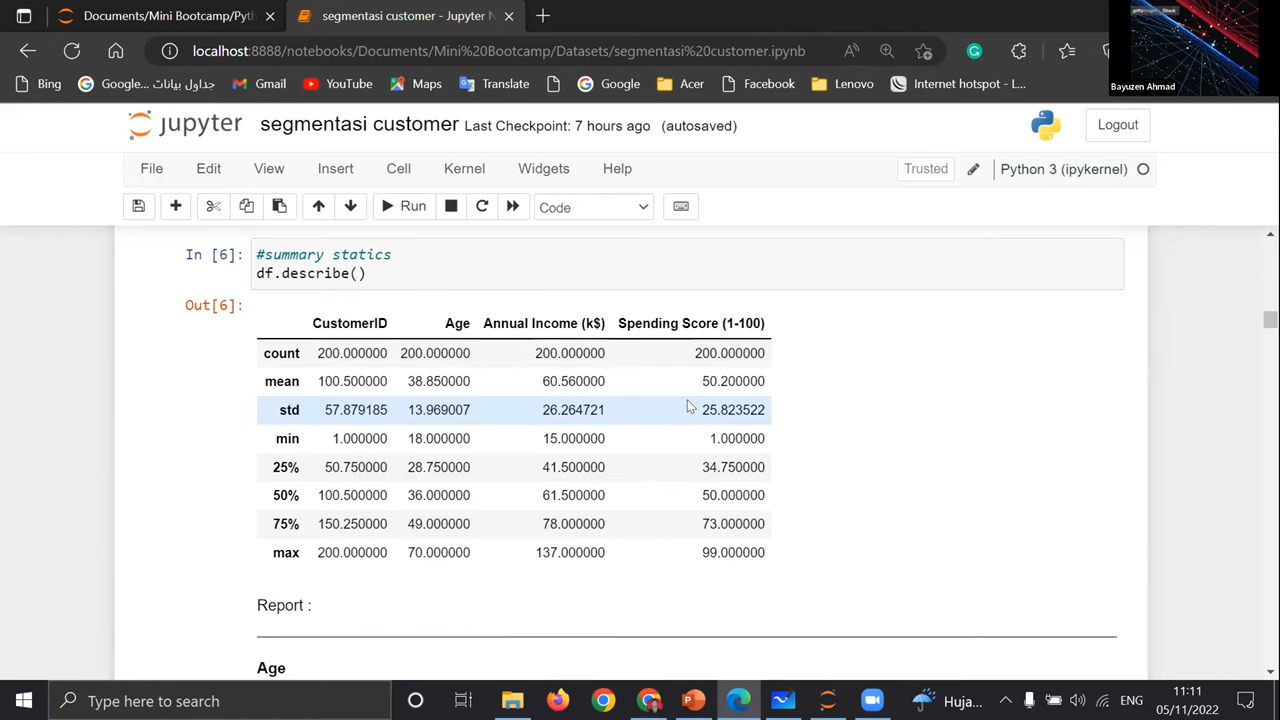 Documents/Mini Bootcamp/Pyth
segmentasi customer - Jupyter N
localhost:8888/notebooks/Documents/Mini%20Bootcamp/Datasets/segmentasi%20customer.ipynb
Bing
Google... جداول بيانات
Gmail
YouTube
Maps
Translate
Google
Acer
Facebook
Lenovo
Internet hotspot - L...
gettyimages iStock
Bayuzen Ahmad
jupyter segmentasi customer Last Checkpoint: 7 hours ago (autosaved)
Logout
File Edit View Insert Cell Kernel Widgets Help
Trusted
Python 3 (ipykernel)
Run
Code
In [6]: #summary statics
df.describe()
Out[6]:
CustomerID Age Annual Income (k$) Spending Score (1-100)
count 200.000000 200.000000 200.000000 200.000000
mean 100.500000 38.850000 60.560000 50.200000
std 57.879185 13.969007 26.264721 25.823522
min 1.000000 18.000000 15.000000 1.000000
25% 50.750000 28.750000 41.500000 34.750000
50% 100.500000 36.000000 61.500000 50.000000
75% 150.250000 49.000000 78.000000 73.000000
max 200.000000 70.000000 137.000000 99.000000
Report :
Age
Type here to search
Huja...
ENG
11:11
05/11/2022